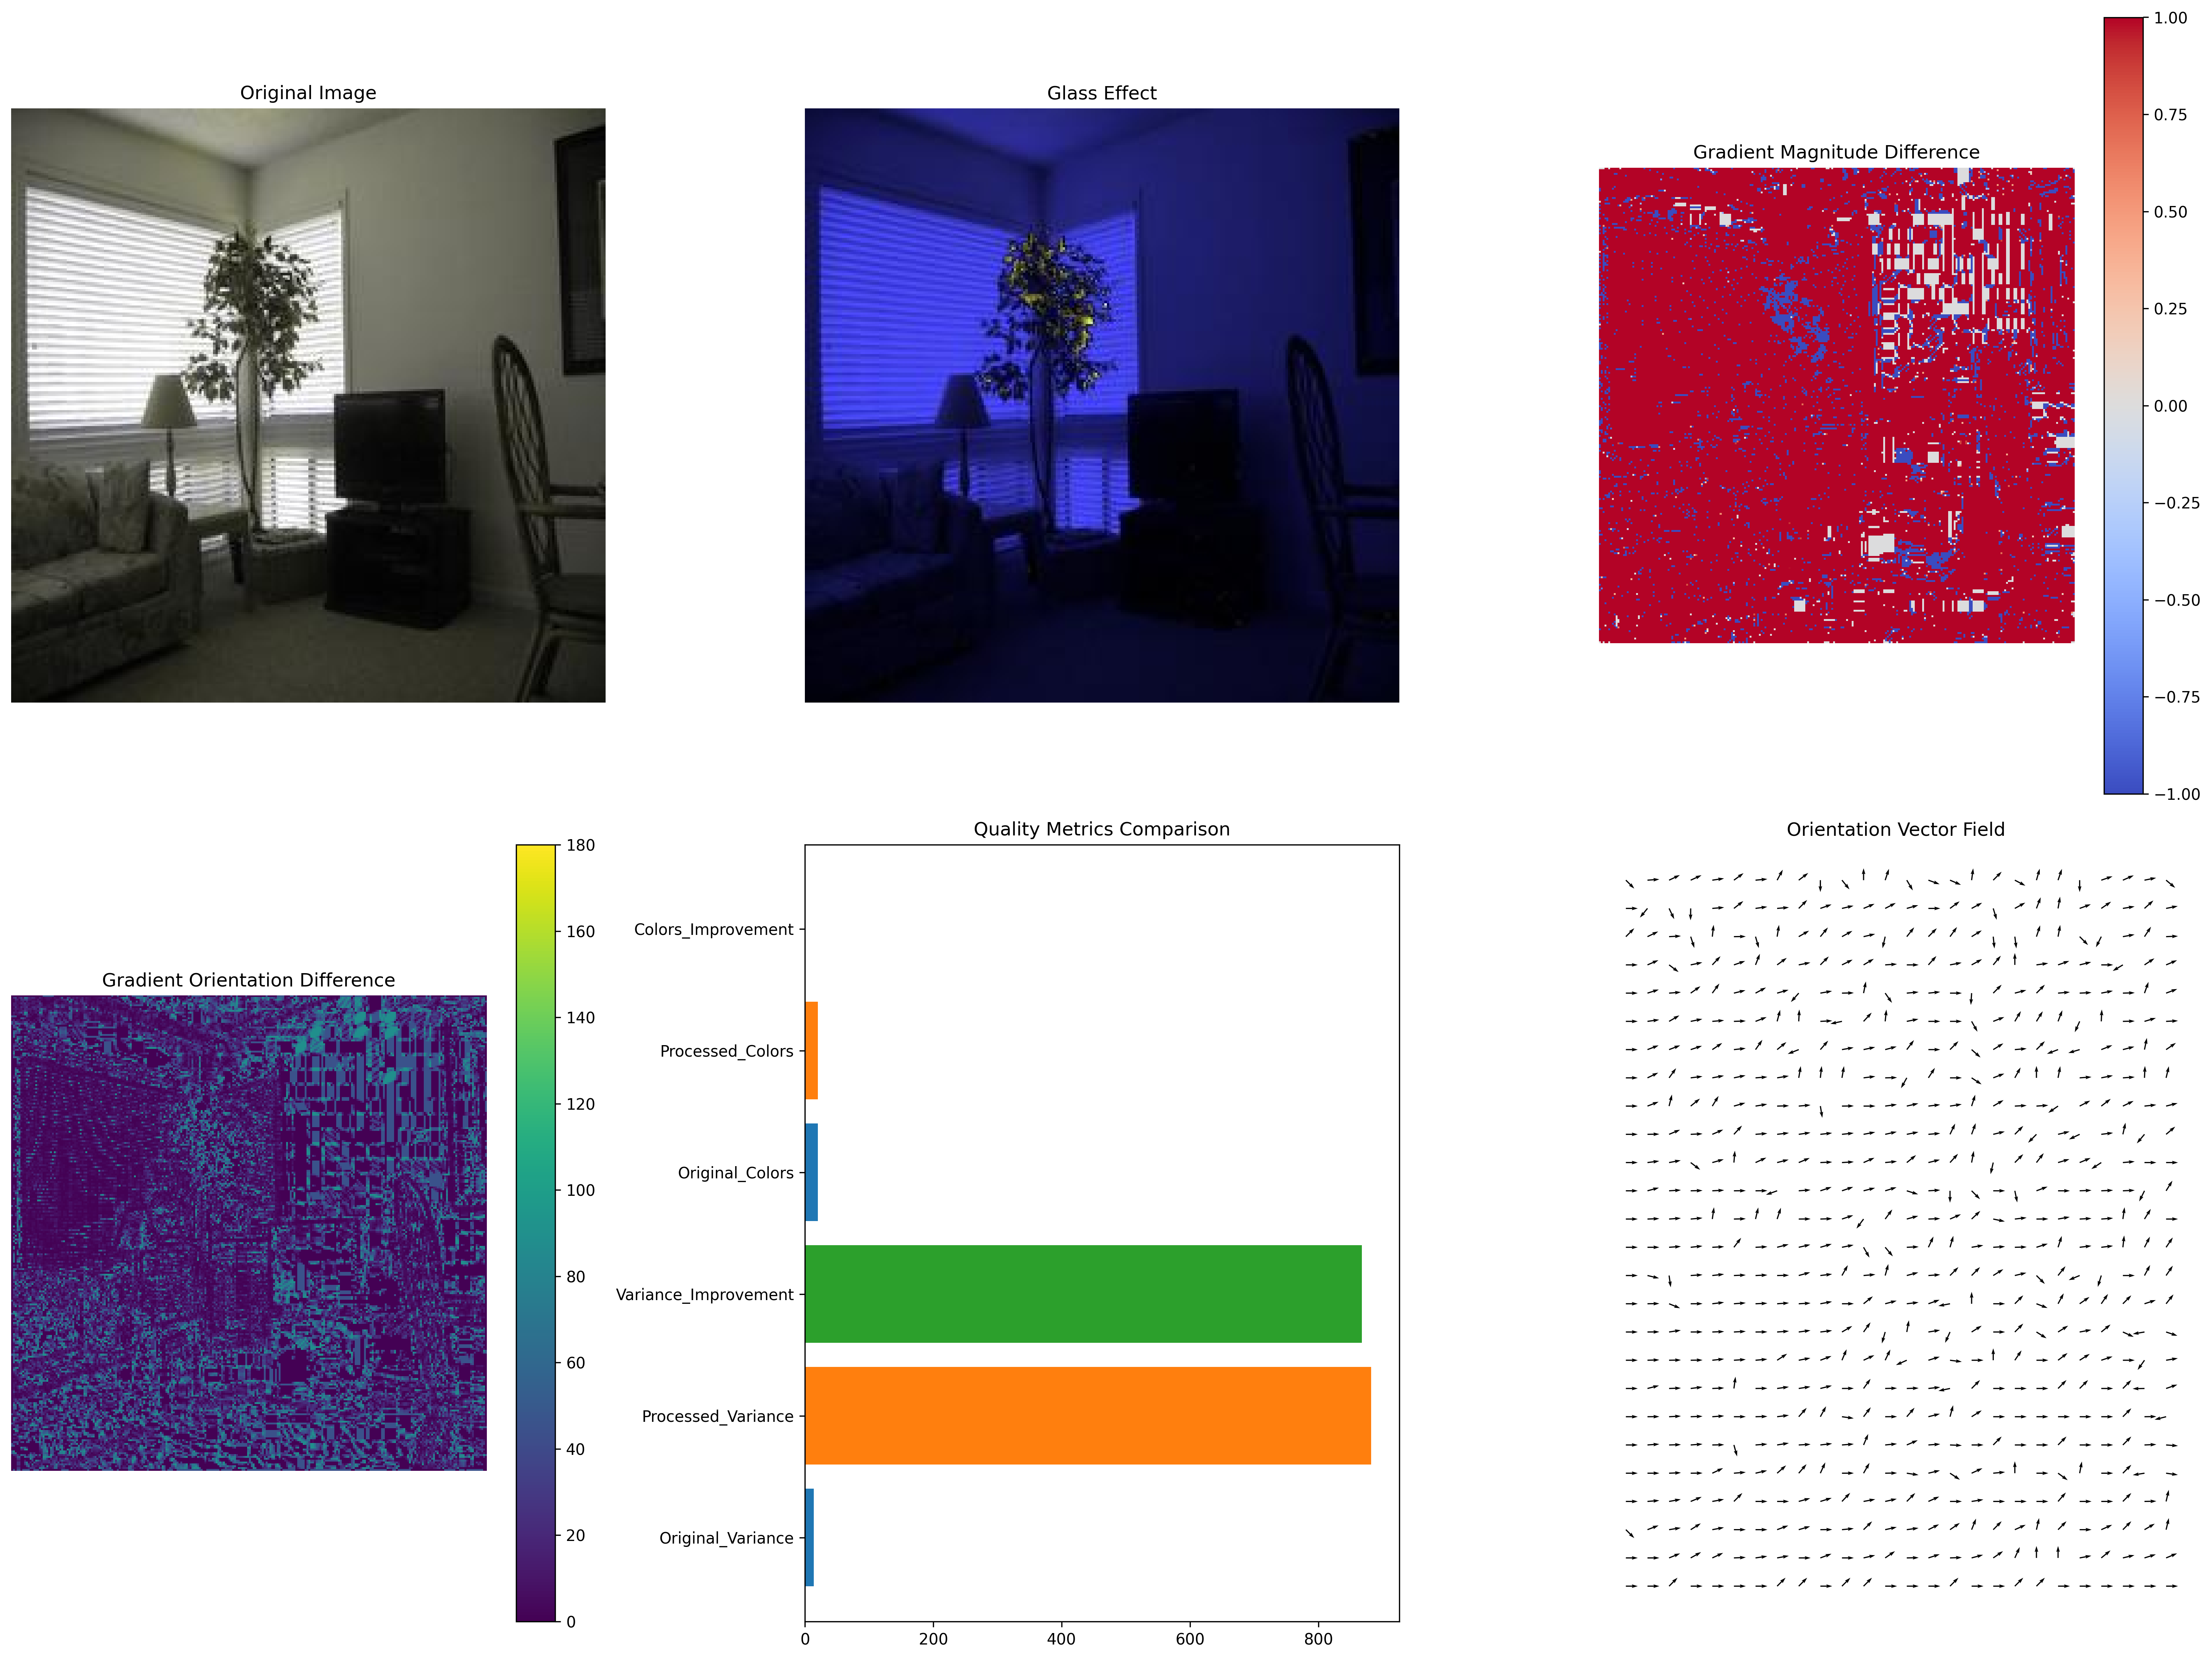 Original Image
Glass Effect
Gradient Magnitude Difference
1.00
0.75
0.50
0.25
0.00
−0.25
−0.50
−0.75
−1.00
Gradient Orientation Difference
180
160
140
120
100
80
60
40
20
0
Quality Metrics Comparison
Colors_Improvement
Processed_Colors
Original_Colors
Variance_Improvement
Processed_Variance
Original_Variance
0 200 400 600 800
Orientation Vector Field